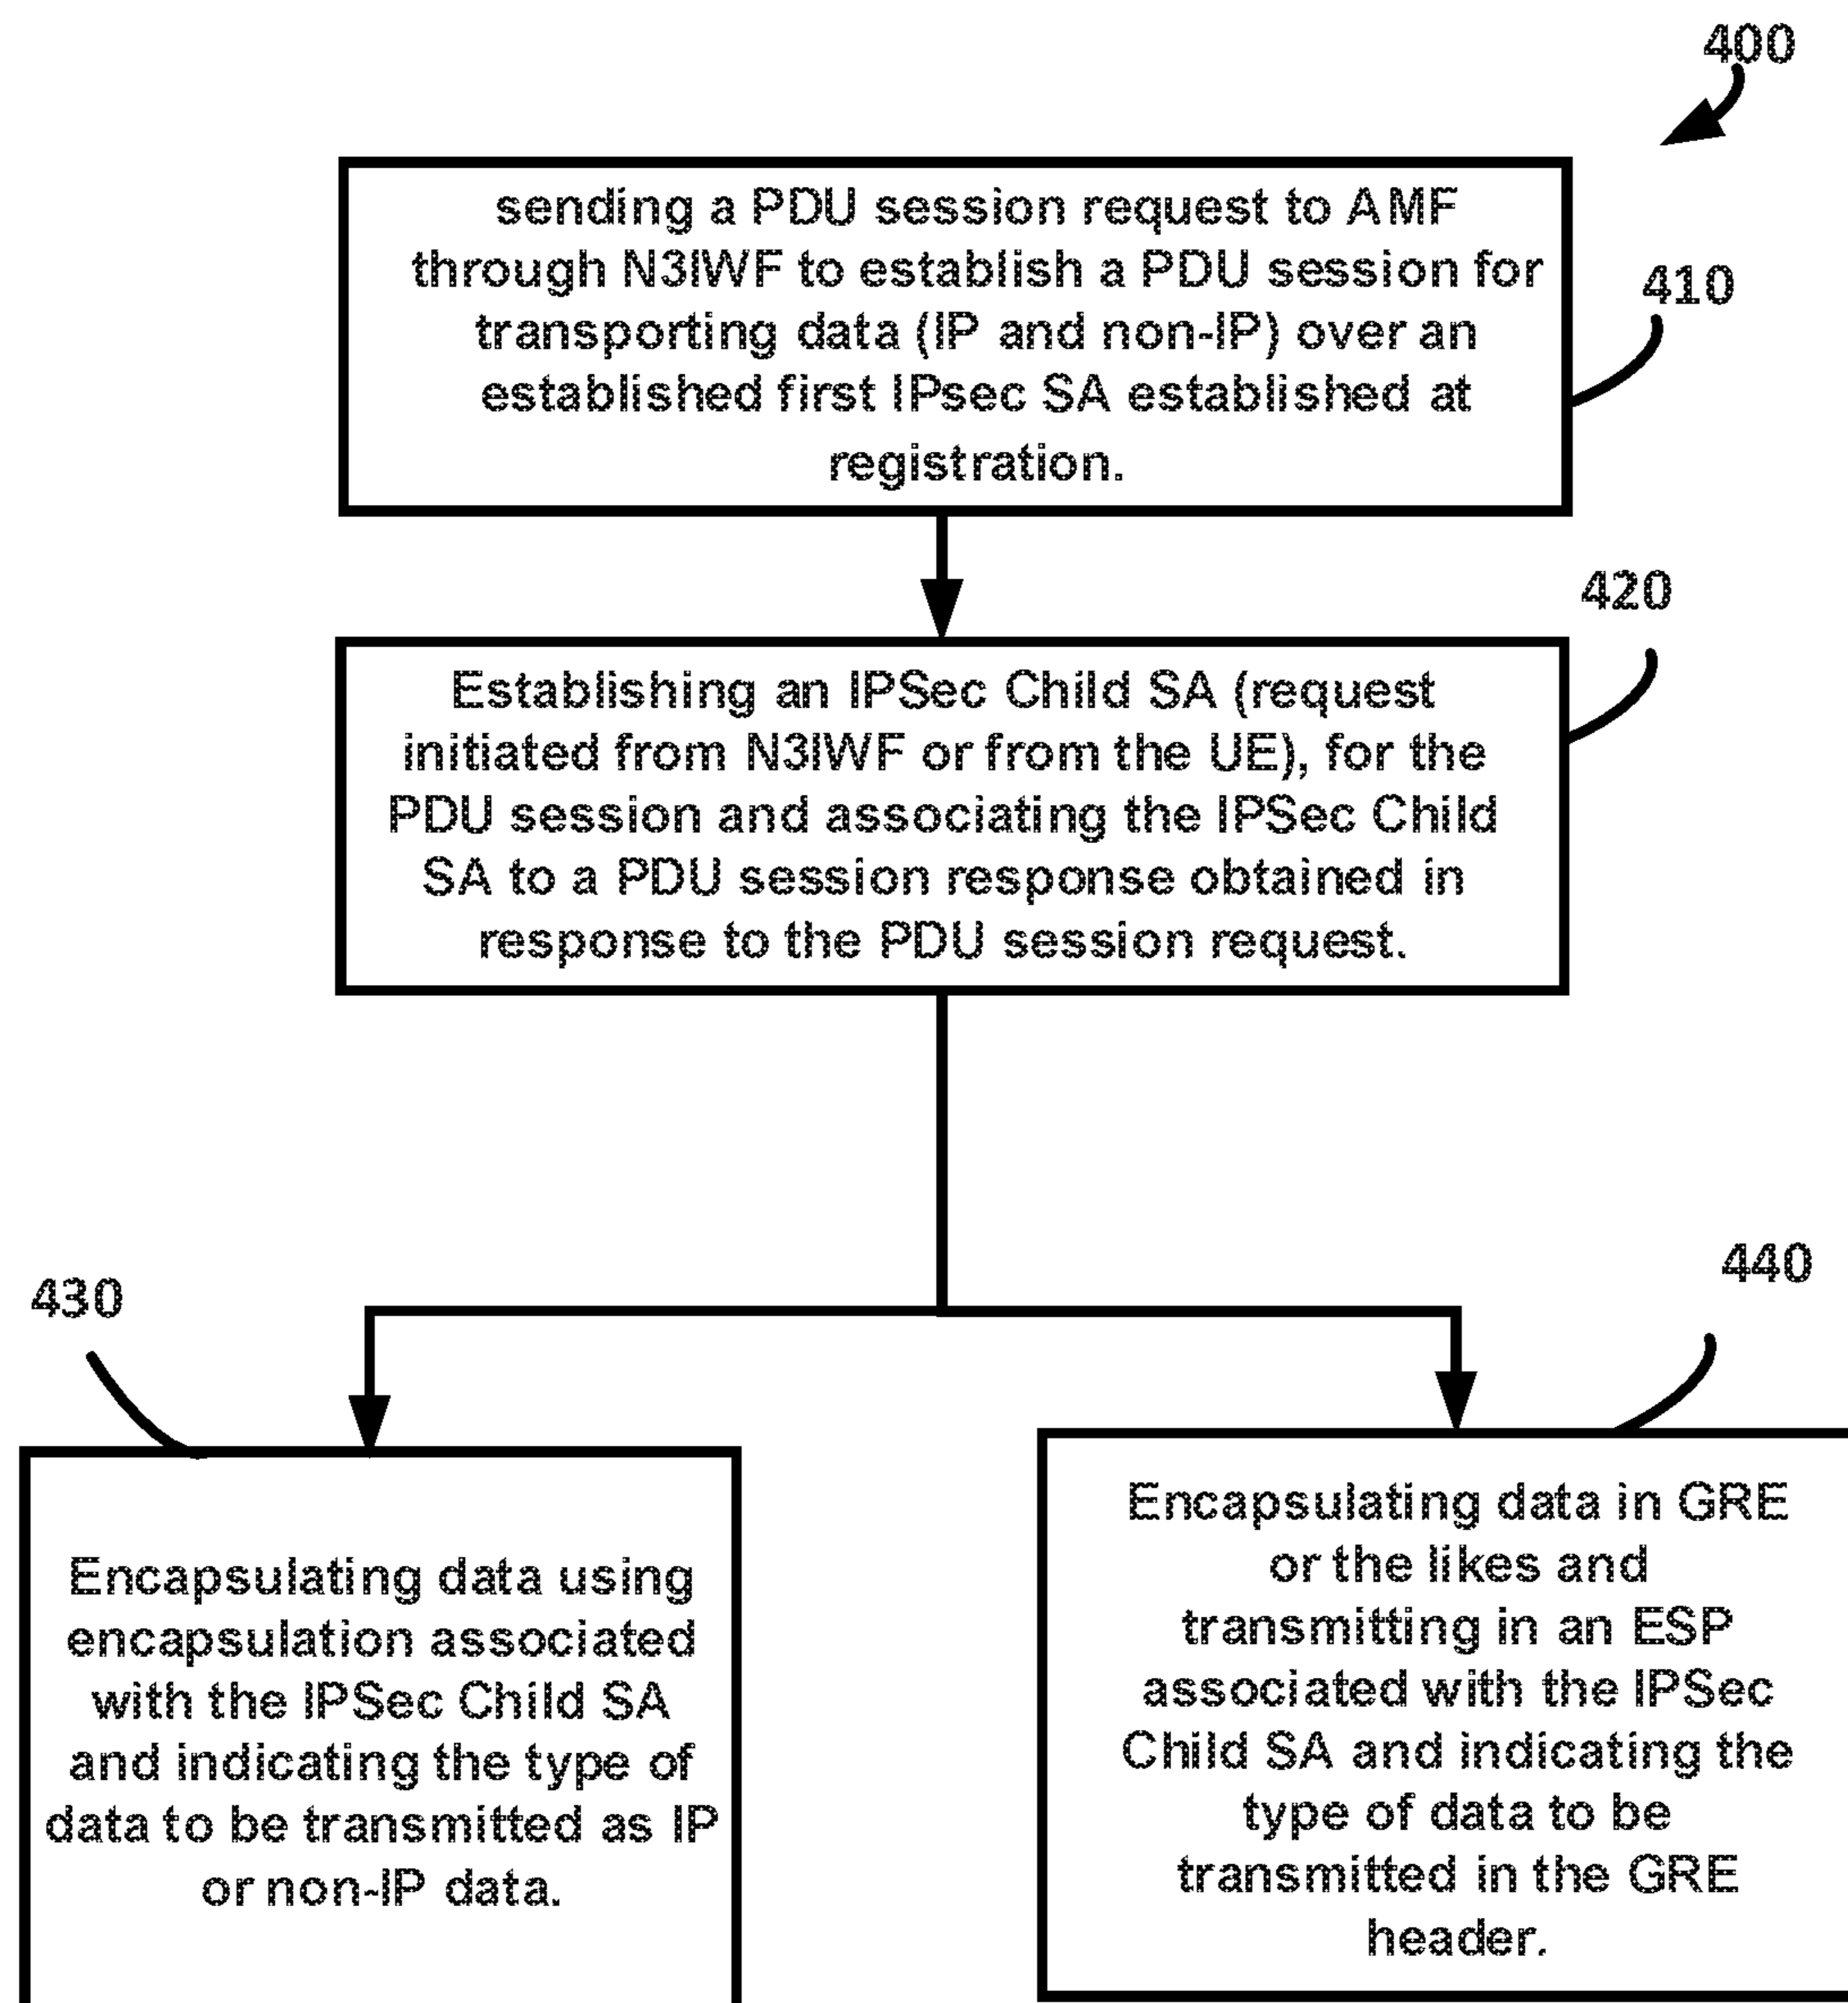 400
sending a PDU session request to AMF
through N3IWF to establish a PDU session for
transporting data (IP and non-IP) over an
established first IPsec SA established at
registration.
410
420
Establishing an IPSec Child SA (request
initiated from N3IWF or from the UE), for the
PDU session and associating the IPSec Child
SA to a PDU session response obtained in
response to the PDU session request.
430
Encapsulating data using
encapsulation associated
with the IPSec Child SA
and indicating the type of
data to be transmitted as IP
or non-IP data.
440
Encapsulating data in GRE
or the likes and
transmitting in an ESP
associated with the IPSec
Child SA and indicating the
type of data to be
transmitted in the GRE
header.